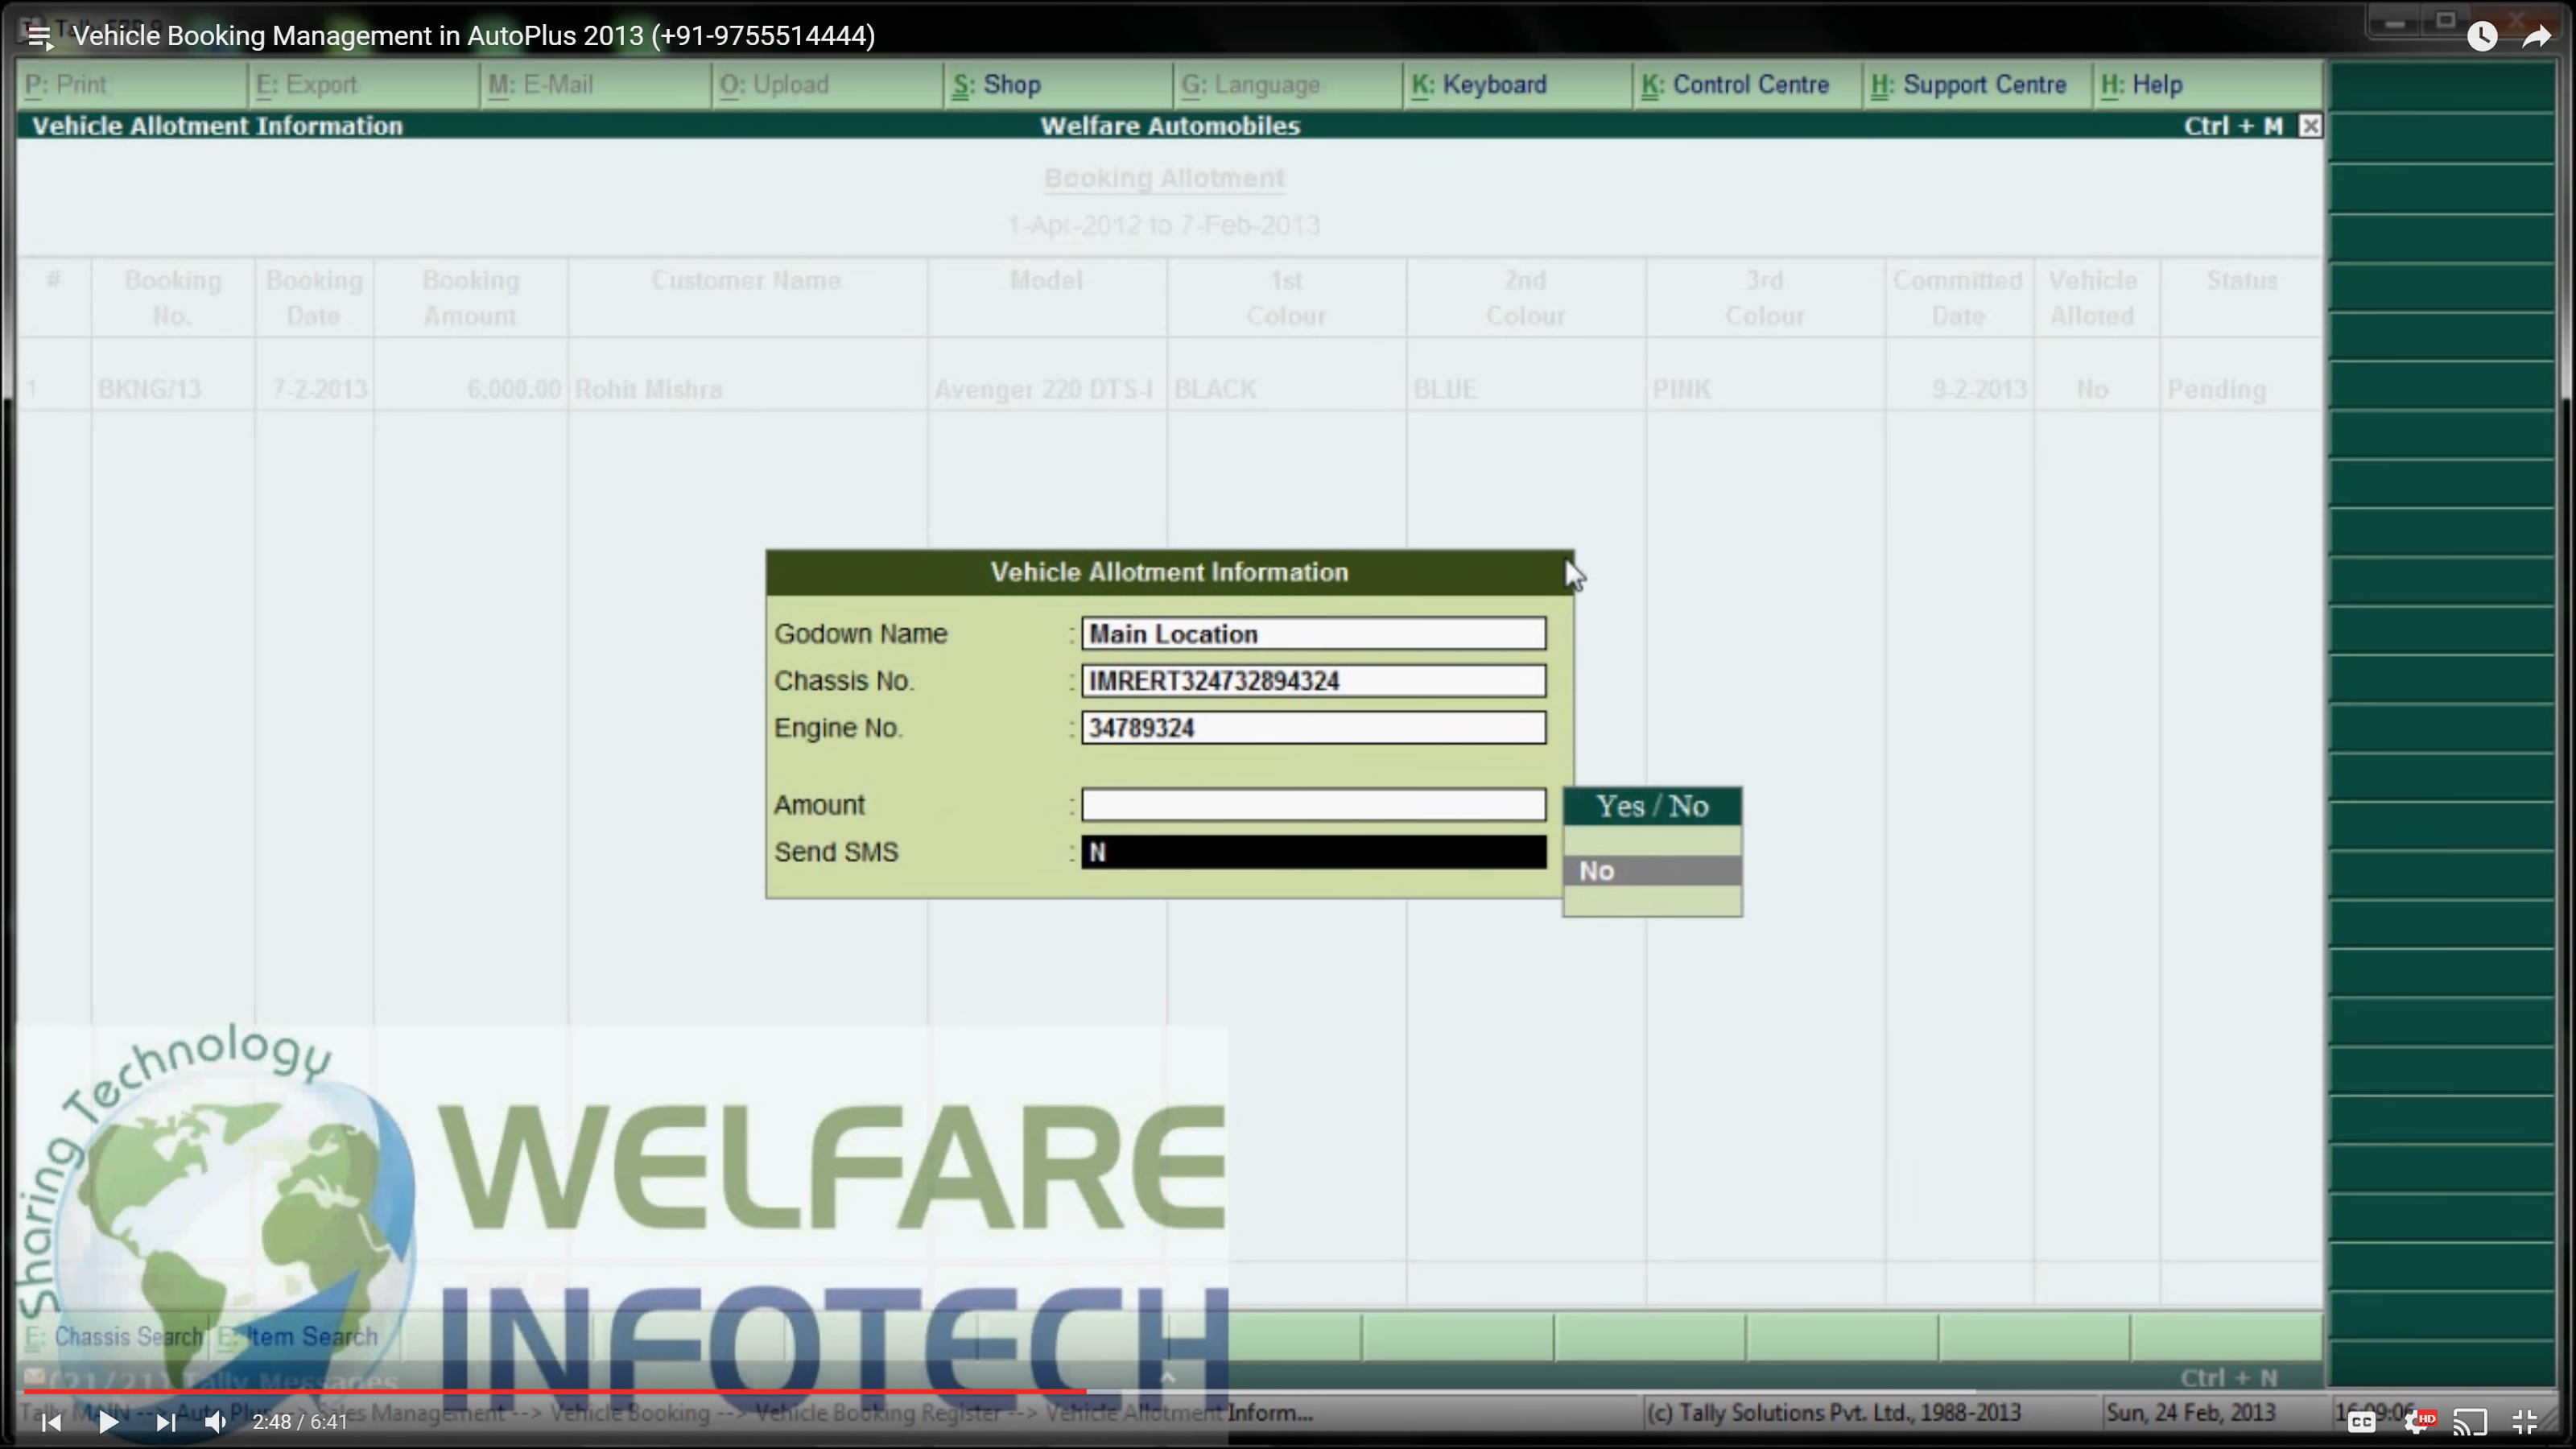 Vehicle Booking Management in AutoPlus 2013 (+91-9755514444)
P: Print E: Export M: E-Mail O: Upload S: Shop G: Language K: Keyboard K: Control Centre H: Support Centre H: Help
Vehicle Allotment Information Welfare Automobiles Ctrl + M
Booking Allotment
1-Apr-2012 to 7-Feb-2013
# Booking No. Booking Date Booking Amount Customer Name Model 1st Colour 2nd Colour 3rd Colour Committed Date Vehicle Alloted Status
1 BKNG/13 7-2-2013 6,000.00 Rohit Mishra Avenger 220 DTS-I BLACK BLUE PINK 9-2-2013 No Pending
Vehicle Allotment Information
Godown Name : Main Location
Chassis No. : IMRERT324732894324
Engine No. : 34789324
Amount :
Yes / No
Send SMS : N
No
Sharing Technology
WELFARE
INFOTECH
E: Chassis Search E: Item Search
(21/21) Tally Messages Ctrl + N
Tally MAIN --> Auto Plus --> Sales Management --> Vehicle Booking --> Vehicle Booking Register --> Vehicle Allotment Inform... (c) Tally Solutions Pvt. Ltd., 1988-2013 Sun, 24 Feb, 2013 16:09:06
2:48 / 6:41 CC HD